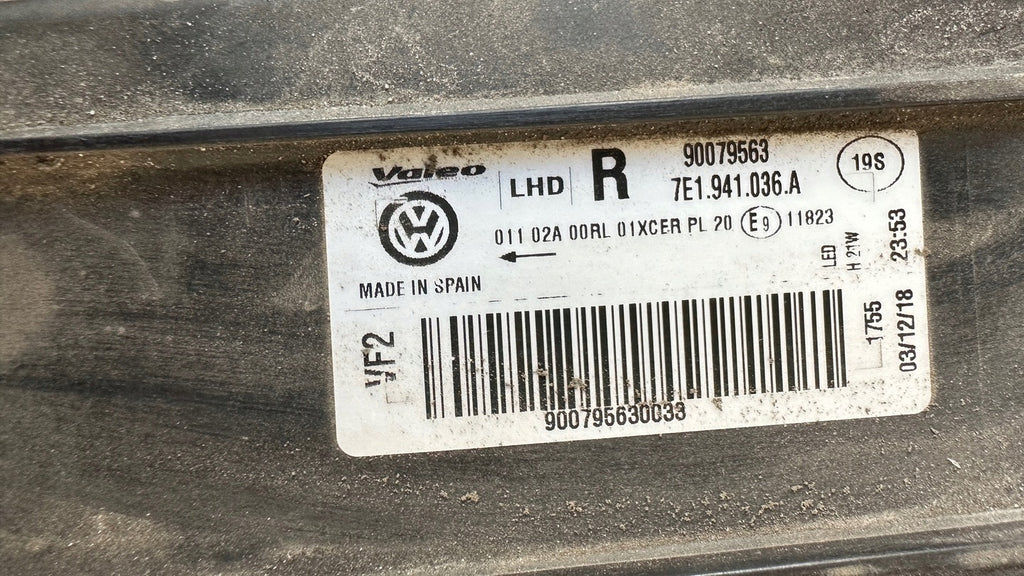 Valeo
LHD
R
90079563
7E1.941.036.A
19S
011 02A 00RL 01XCER PL 20 E9 11823
MADE IN SPAIN
LED
H 21W
23:53
VF2
1755
03/12/18
900795630033